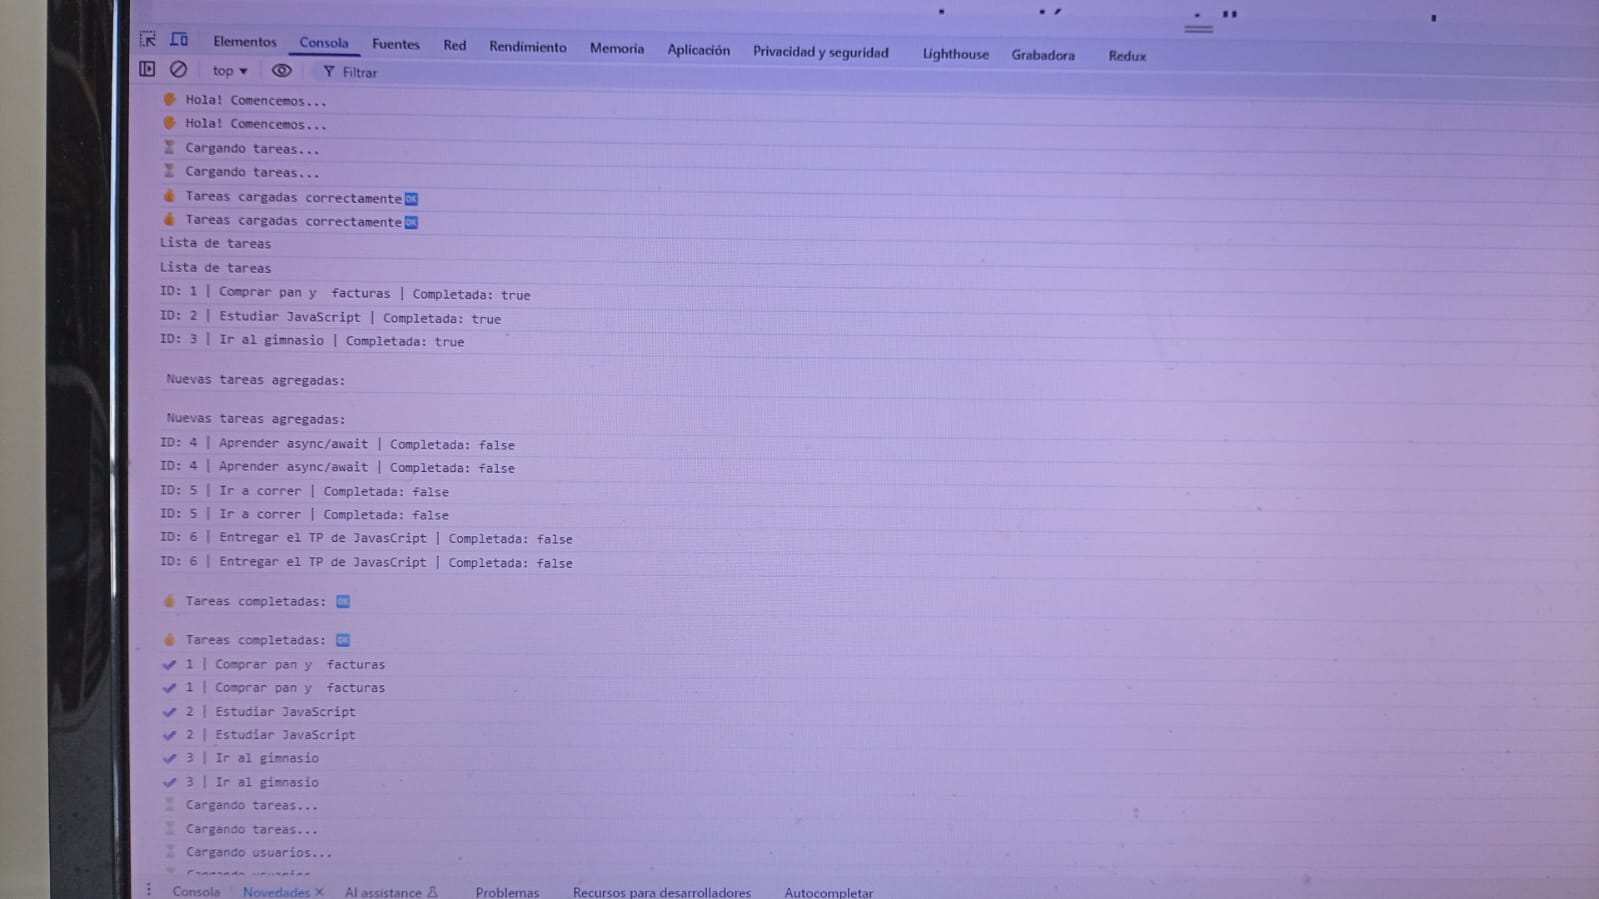 Elementos Consola Fuentes Red Rendimiento Memoria Aplicación Privacidad y seguridad Lighthouse Grabadora Redux
top Filtrar
Hola! Comencemos...
Hola! Comencemos...
Cargando tareas...
Cargando tareas...
Tareas cargadas correctamente🆗
Tareas cargadas correctamente🆗
Lista de tareas
Lista de tareas
ID: 1 | Comprar pan y  facturas | Completada: true
ID: 2 | Estudiar JavaScript | Completada: true
ID: 3 | Ir al gimnasio | Completada: true
Nuevas tareas agregadas:
Nuevas tareas agregadas:
ID: 4 | Aprender async/await | Completada: false
ID: 4 | Aprender async/await | Completada: false
ID: 5 | Ir a correr | Completada: false
ID: 5 | Ir a correr | Completada: false
ID: 6 | Entregar el TP de JavasCript | Completada: false
ID: 6 | Entregar el TP de JavasCript | Completada: false
Tareas completadas: 🆗
Tareas completadas: 🆗
✔ 1 | Comprar pan y  facturas
✔ 1 | Comprar pan y  facturas
✔ 2 | Estudiar JavaScript
✔ 2 | Estudiar JavaScript
✔ 3 | Ir al gimnasio
✔ 3 | Ir al gimnasio
Cargando tareas...
Cargando tareas...
Cargando usuarios...
Consola Novedades × AI assistance Problemas Recursos para desarrolladores Autocompletar